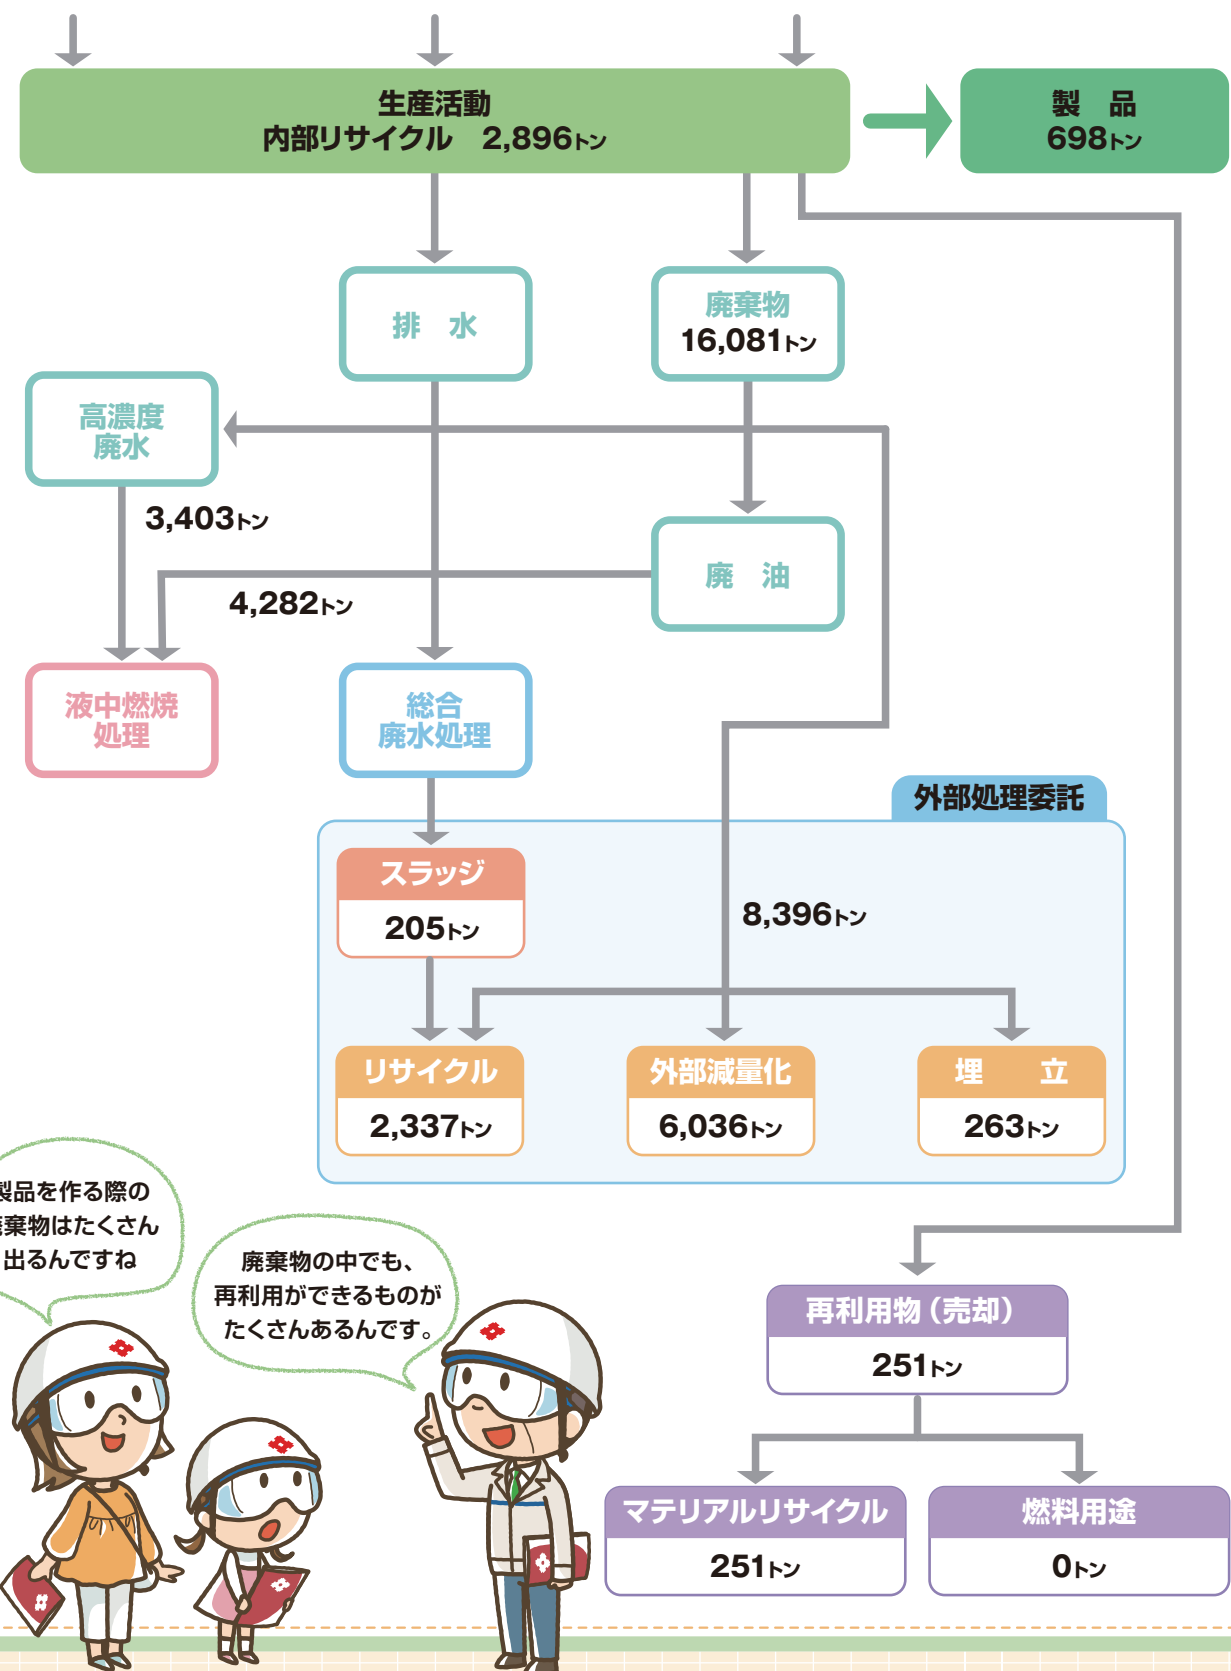 生産活動
内部リサイクル 2,896トン
製 品
698トン
排 水
廃棄物
16,081トン
高濃度
廃水
3,403トン
廃 油
4,282トン
液中燃焼
処理
総合
廃水処理
外部処理委託
スラッジ
205トン
8,396トン
リサイクル
2,337トン
外部減量化
6,036トン
埋 立
263トン
製品を作る際の
廃棄物はたくさん
出るんですね
廃棄物の中でも、
再利用ができるものが
たくさんあるんです。
再利用物（売却）
251トン
マテリアルリサイクル
251トン
燃料用途
0トン